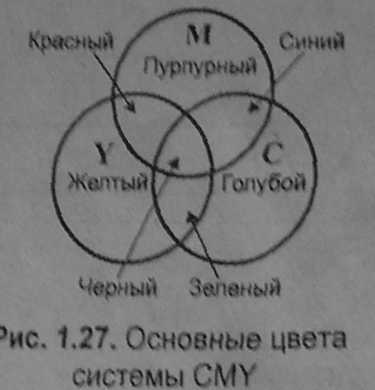 Красный M Синий
Пурпурный
Y C
Желтый Голубой
Черный Зеленый
Рис. 1.27. Основные цвета
системы CMY